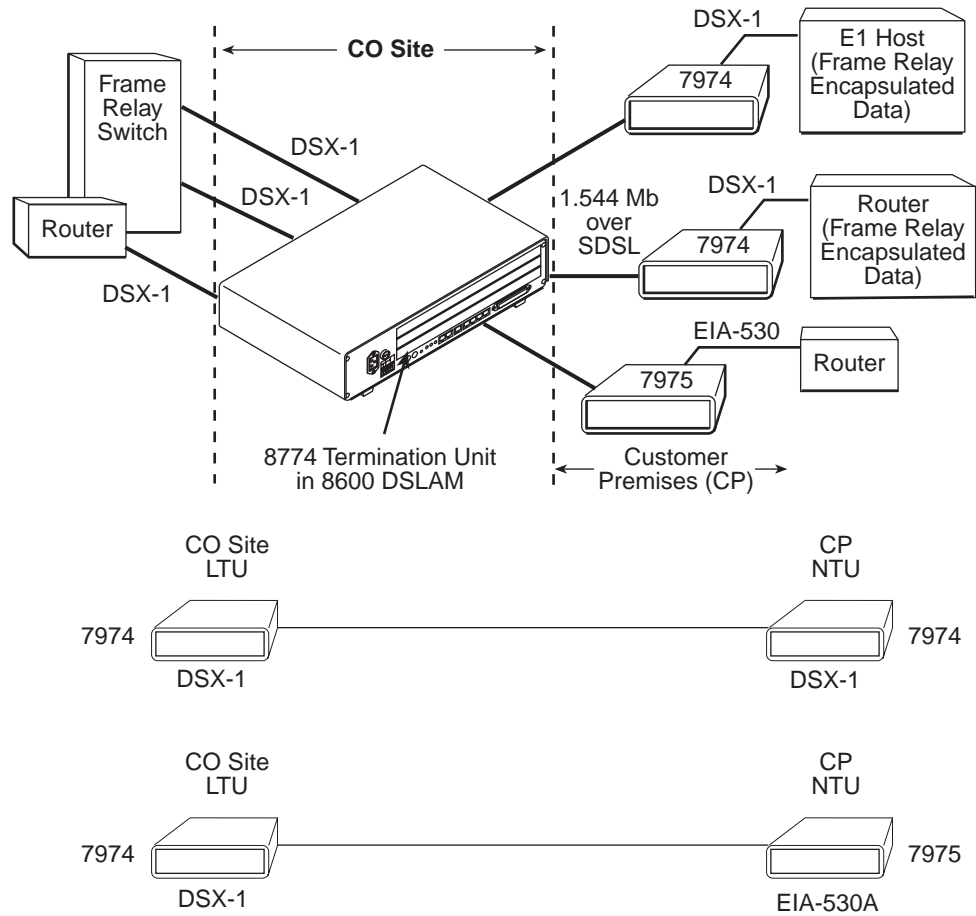 CO Site
DSX-1
E1 Host
(Frame Relay
Encapsulated
Data)
7974
Frame
Relay
Switch
DSX-1
DSX-1
Router
DSX-1
1.544 Mb
over
SDSL
DSX-1
7974
Router
(Frame Relay
Encapsulated
Data)
EIA-530
7975
Router
8774 Termination Unit
in 8600 DSLAM
Customer
Premises (CP)
CO Site
LTU
CP
NTU
7974
7974
DSX-1
DSX-1
CO Site
LTU
CP
NTU
7974
7975
DSX-1
EIA-530A